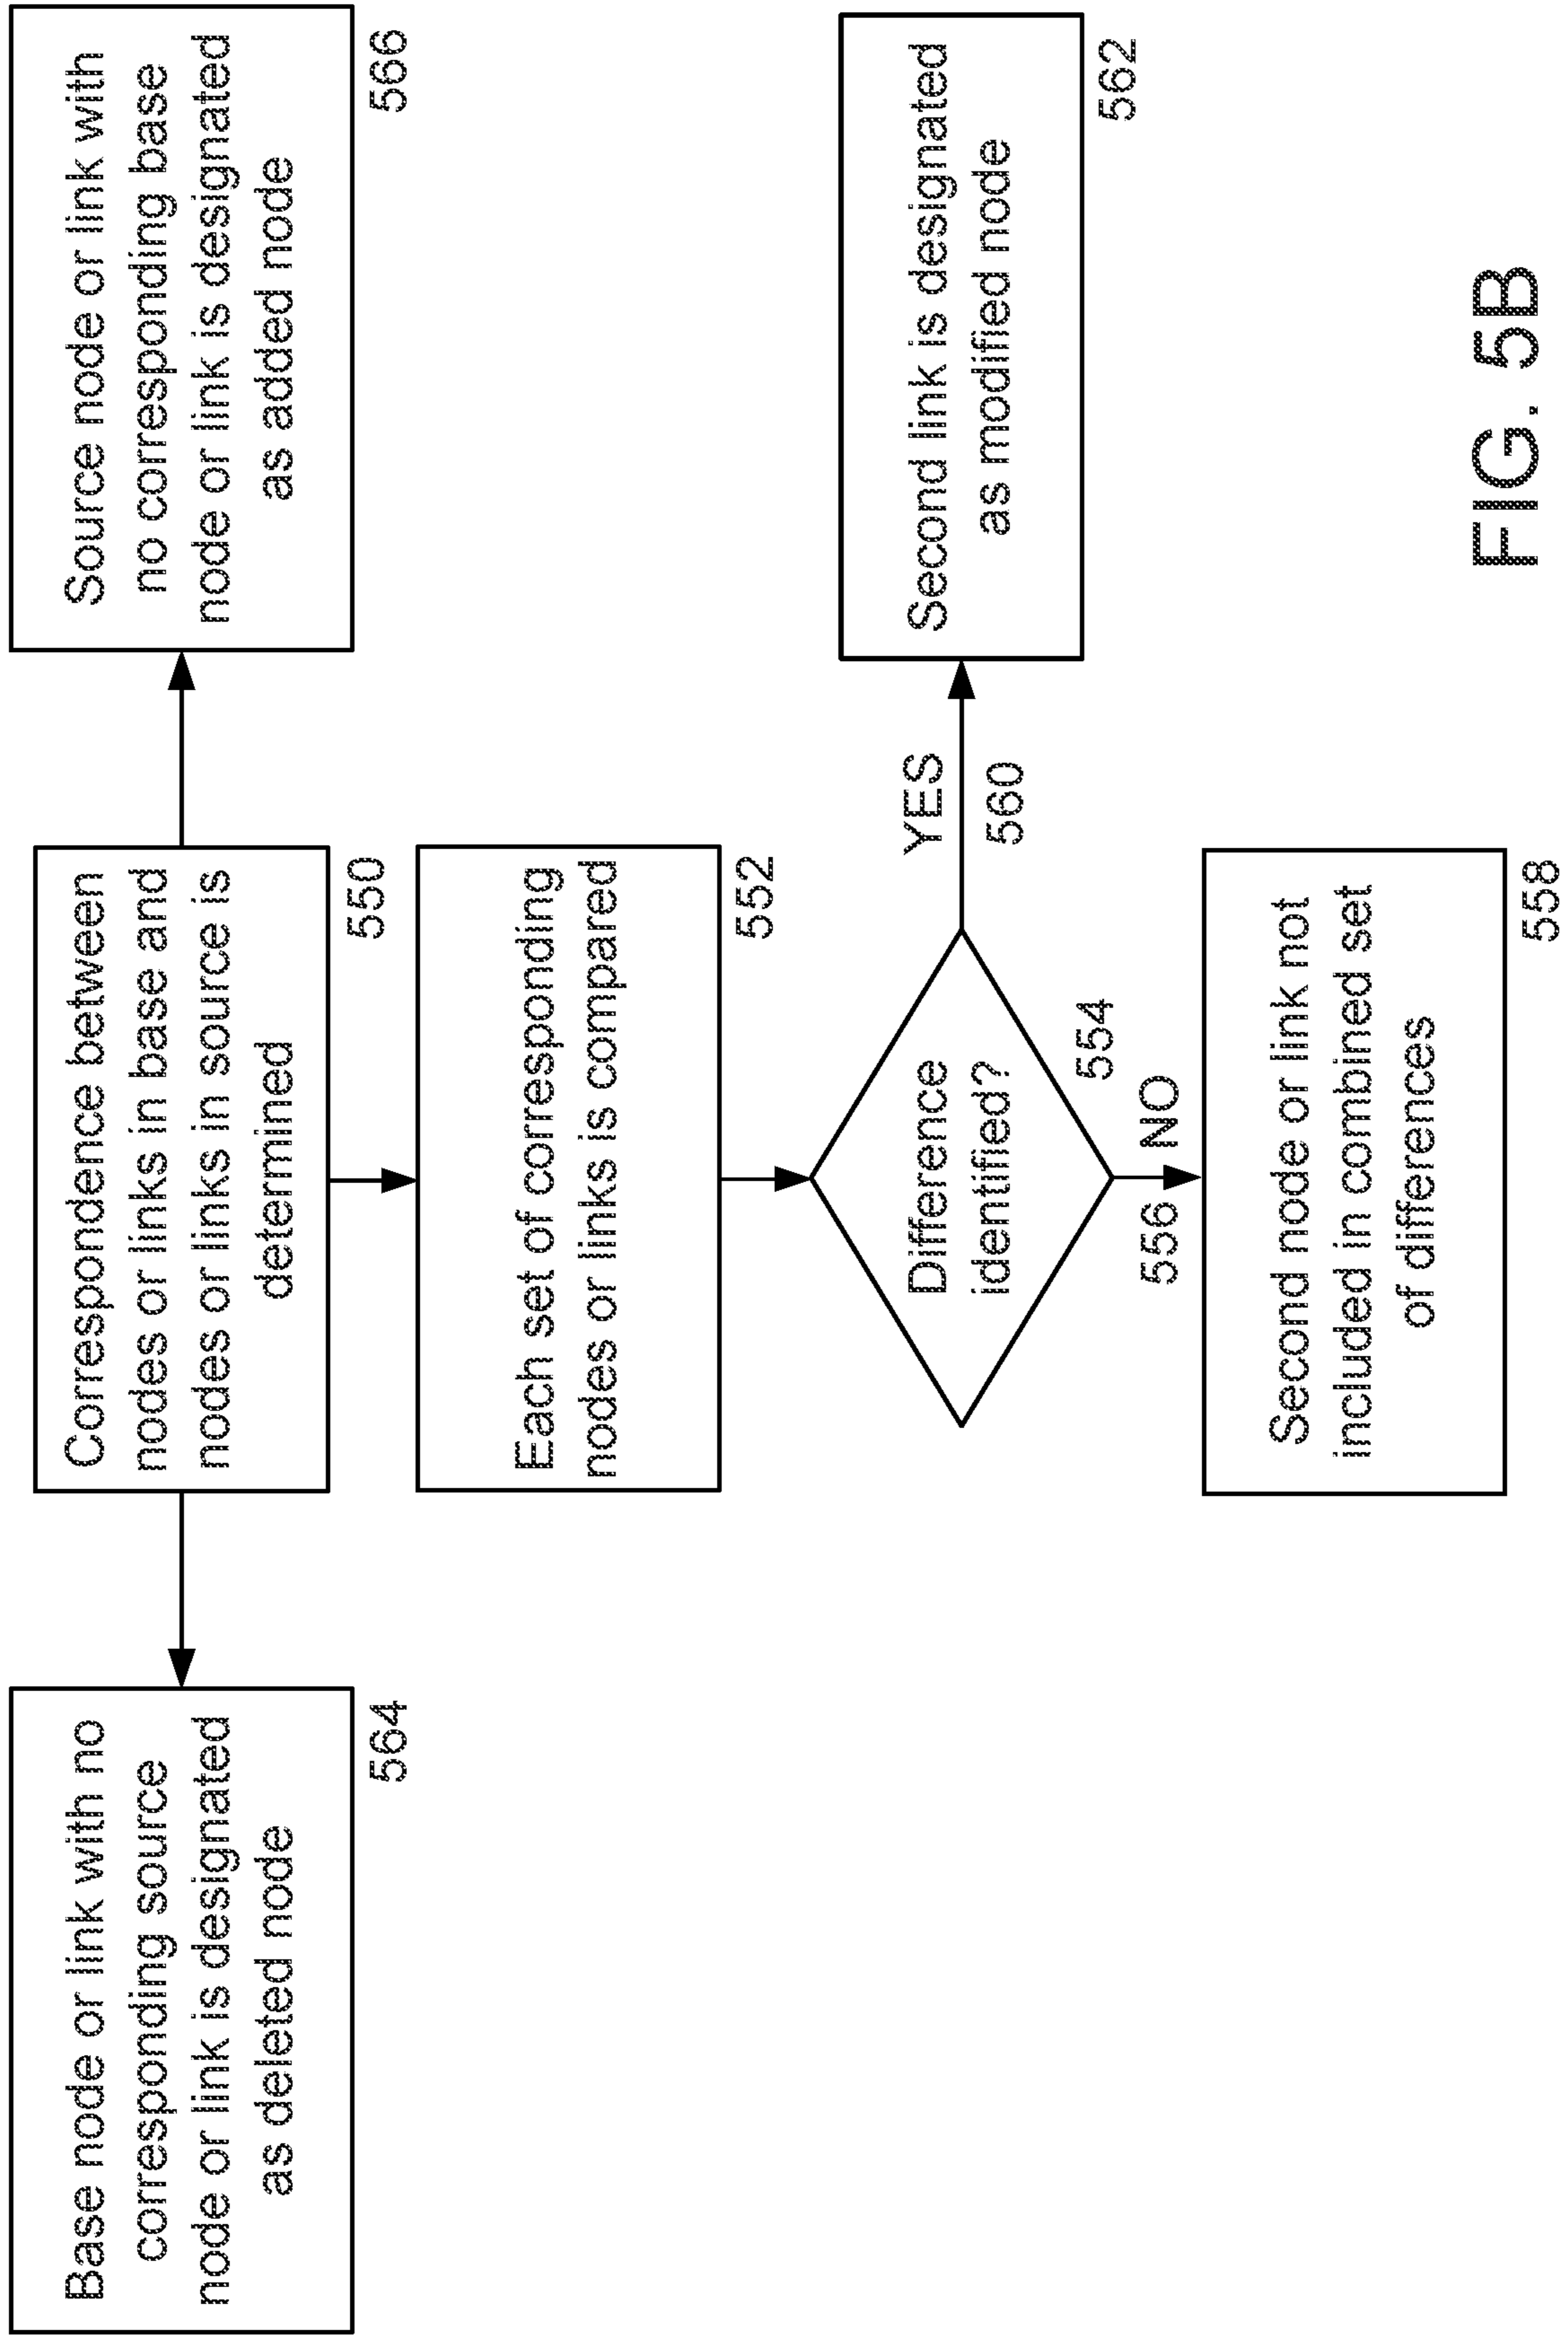 Base node or link with no
corresponding source
node or link is designated
as deleted node
564
Correspondence between
nodes or links in base and
nodes or links in source is
determined
550
Source node or link with
no corresponding base
node or link is designated
as added node
566
Each set of corresponding
nodes or links is compared
552
Difference
identified?
554
YES
560
Second link is designated
as modified node
562
556
NO
Second node or link not
included in combined set
of differences
558
FIG. 5B